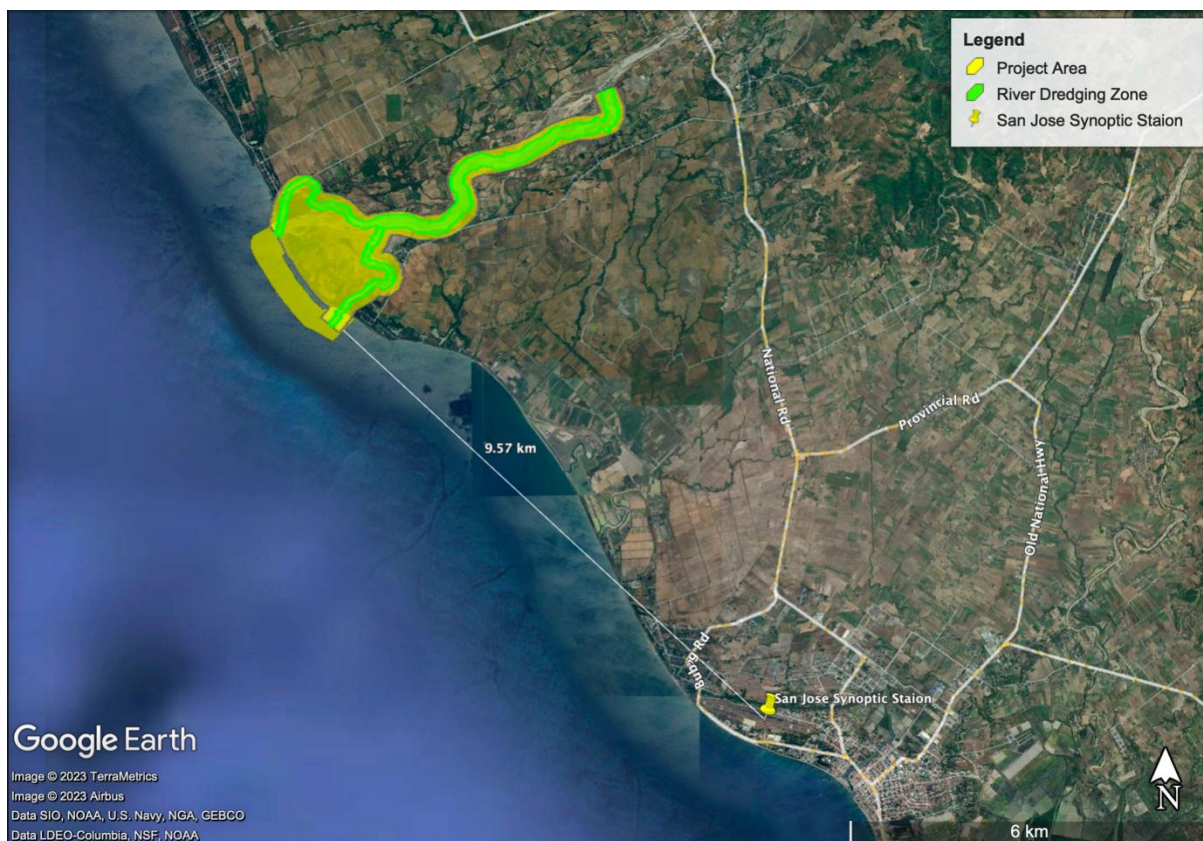 Legend
Project Area
River Dredging Zone
San Jose Synoptic Staion
National Rd
Provincial Rd
Old National Hwy
9.57 km
Bubog Rd
San Jose Synoptic Staion
Google Earth
Image © 2023 TerraMetrics
Image © 2023 Airbus
Data SIO, NOAA, U.S. Navy, NGA, GEBCO
Data LDEO-Columbia, NSF, NOAA
N
6 km